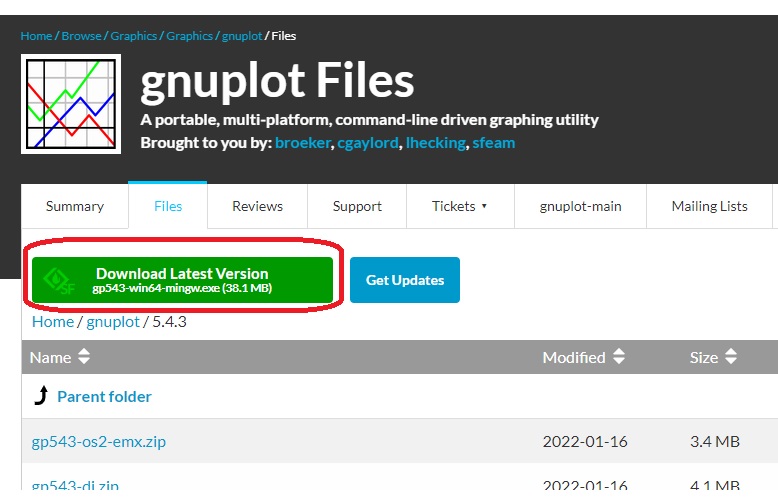 Home / Browse / Graphics / Graphics / gnuplot / Files
gnuplot Files
A portable, multi-platform, command-line driven graphing utility
Brought to you by: broeker, cgaylord, lhecking, sfeam
Summary Files Reviews Support Tickets gnuplot-main Mailing Lists
Download Latest Version
gp543-win64-mingw.exe (38.1 MB)
SF
Get Updates
Home / gnuplot / 5.4.3
Name Modified Size
Parent folder
gp543-os2-emx.zip 2022-01-16 3.4 MB
gp543-dj.zip 2022-01-16 4.1 MB